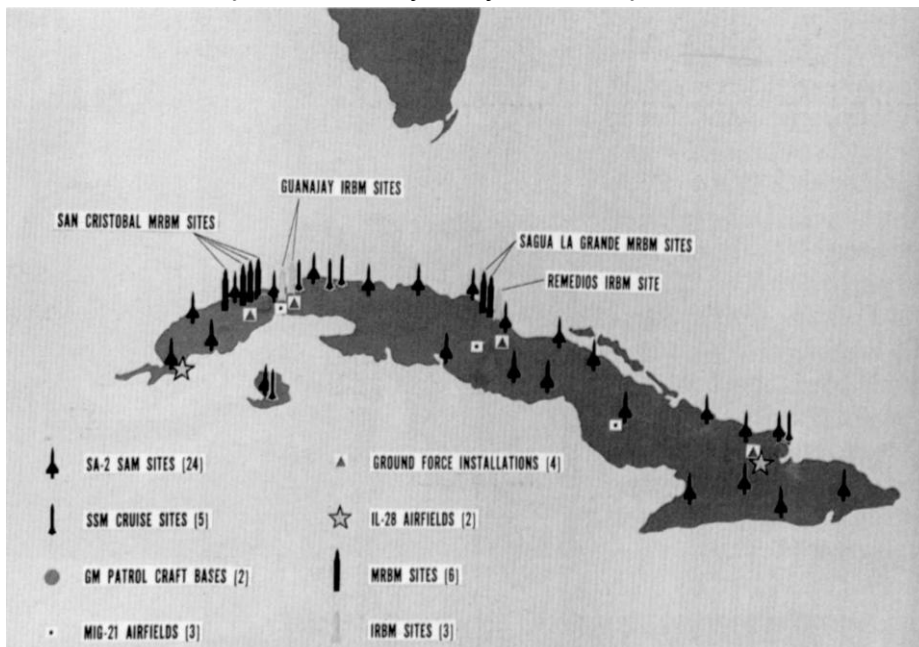 GUANAJAY IRBM SITES
SAN CRISTOBAL MRBM SITES
SAGUA LA GRANDE MRBM SITES
REMEDIOS IRBM SITE
SA-2 SAM SITES (24)
GROUND FORCE INSTALLATIONS (4)
SSM CRUISE SITES (5)
IL-28 AIRFIELDS (2)
GM PATROL CRAFT BASES (2)
MRBM SITES (6)
MIG-21 AIRFIELDS (3)
IRBM SITES (3)